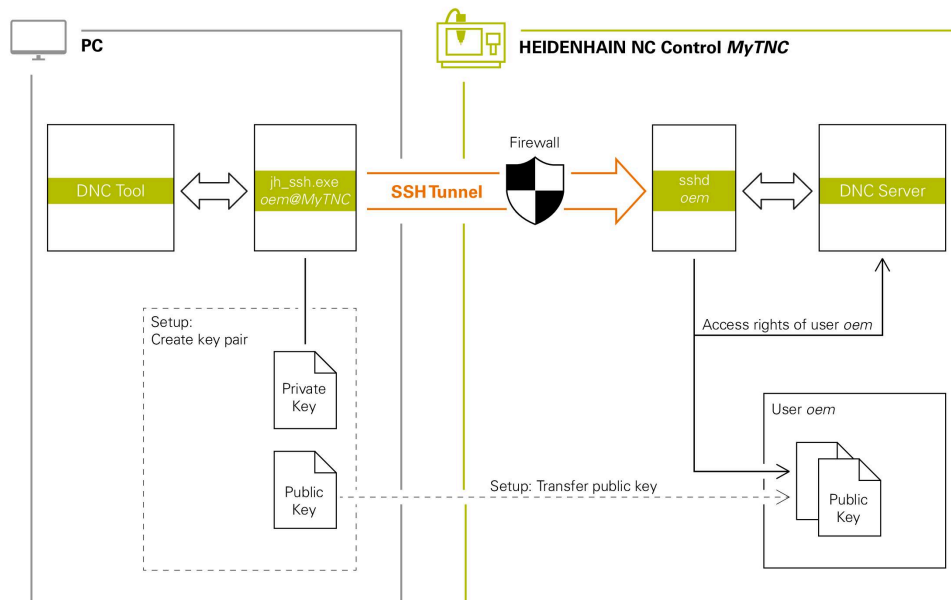 PC
HEIDENHAIN NC Control MyTNC
Firewall
DNC Tool
jh_ssh.exe
oem@MyTNC
SSH Tunnel
sshd
oem
DNC Server
Setup:
Create key pair
Access rights of user oem
Private
Key
User oem
Setup: Transfer public key
Public
Key
Public
Key